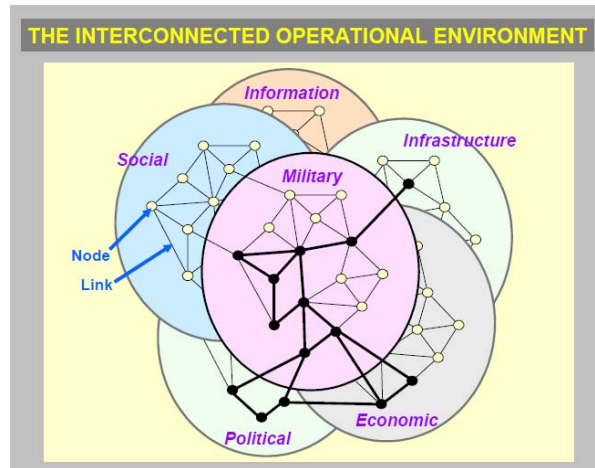 THE INTERCONNECTED OPERATIONAL ENVIRONMENT
Information
Infrastructure
Social
Military
Node
Link
Economic
Political